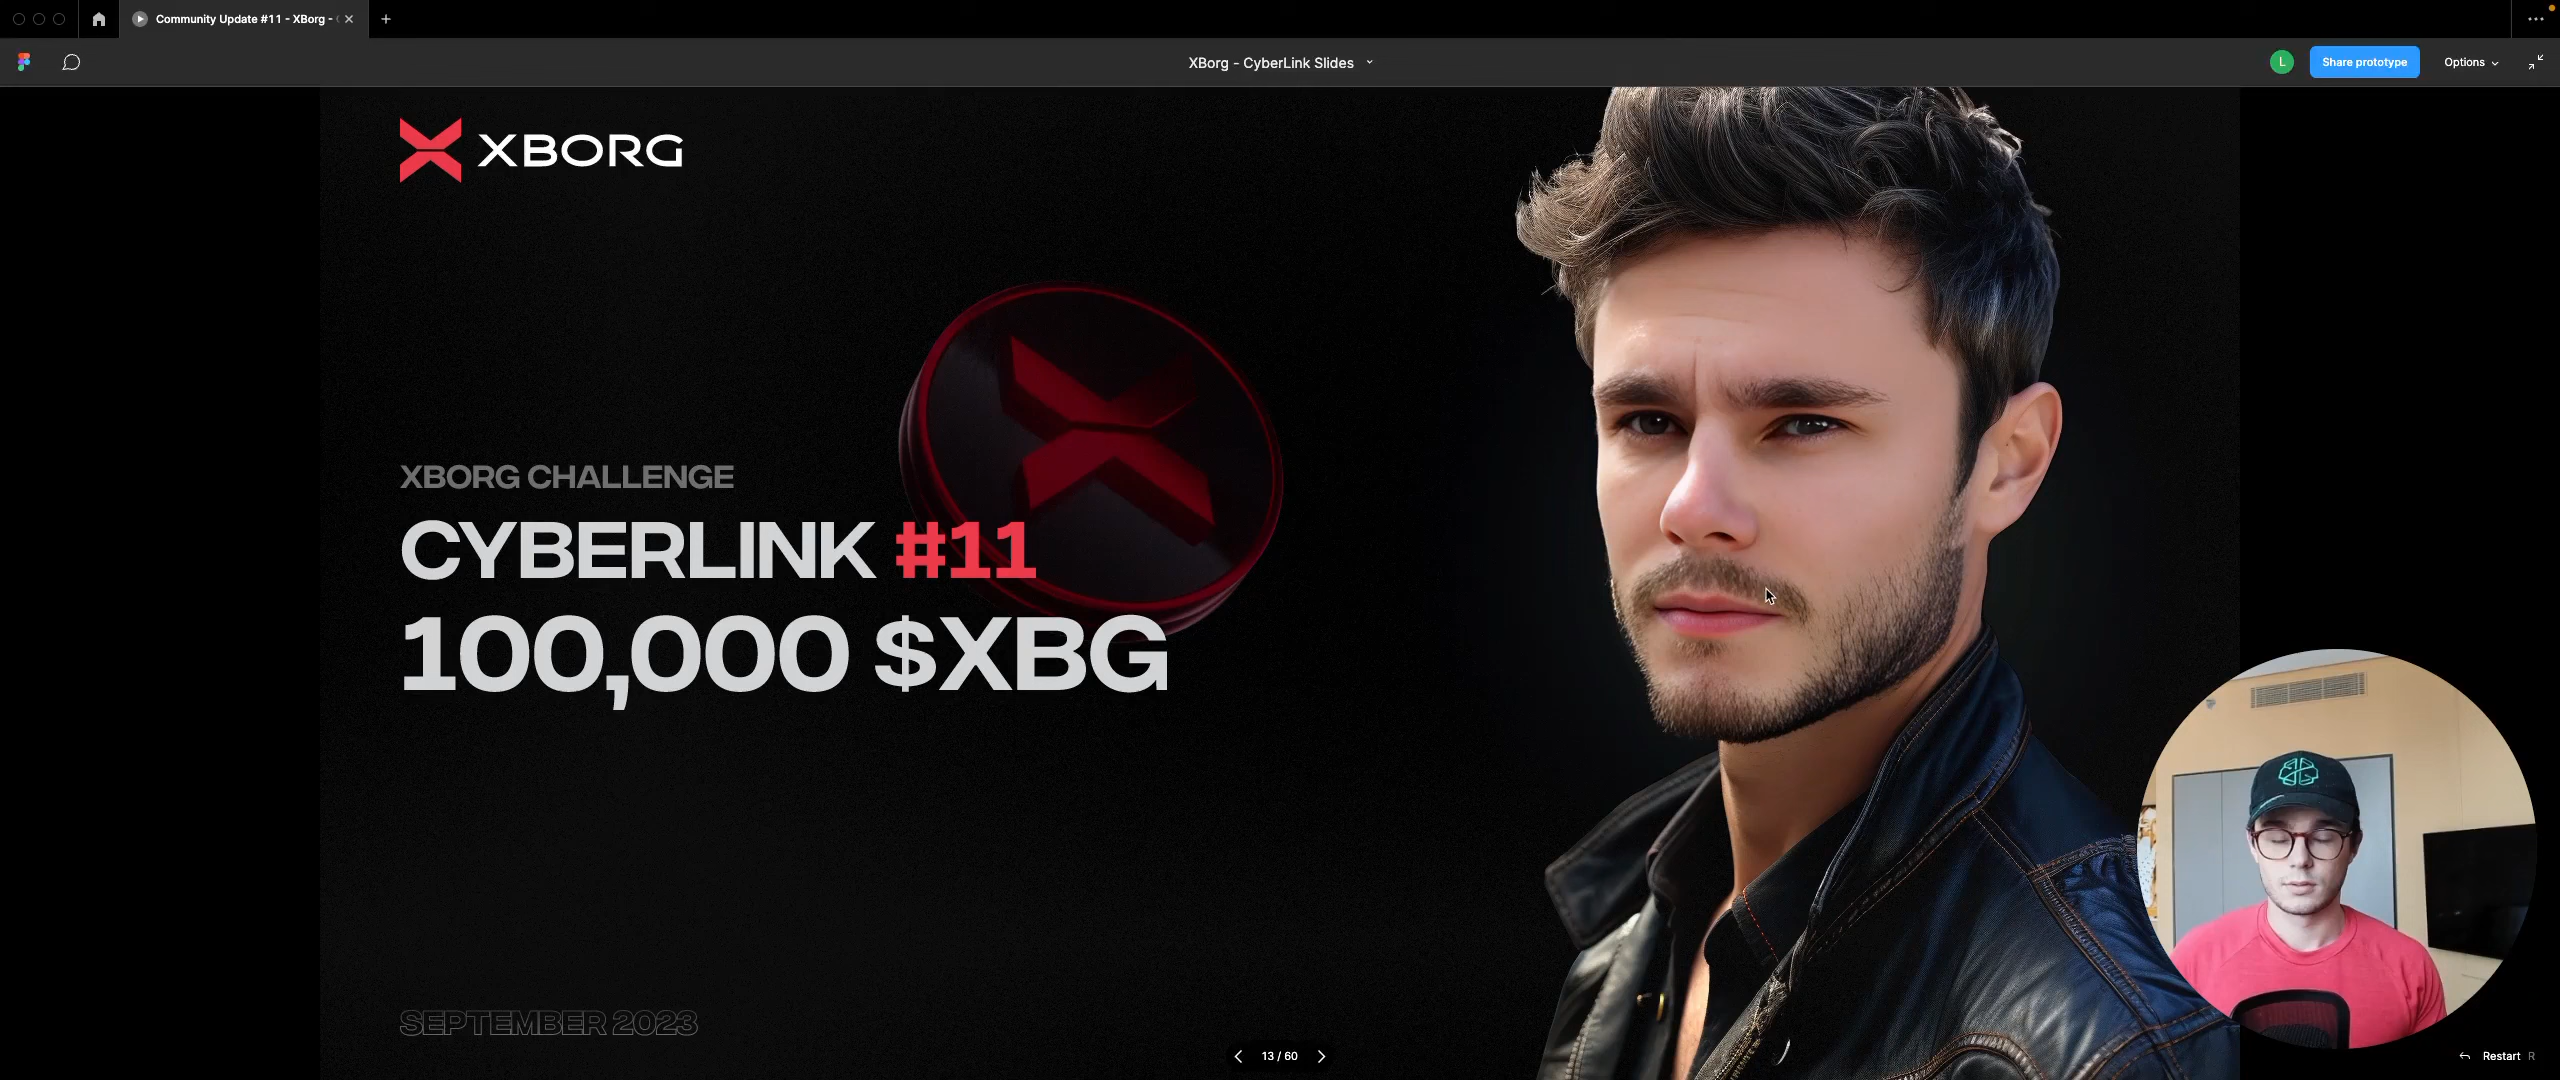 Community Update #11 - XBorg -
XBorg - CyberLink Slides
L
Share prototype
Options
XBORG
XBORG CHALLENGE
CYBERLINK #11
100,000 $XBG
SEPTEMBER 2023
13 / 60
Restart R